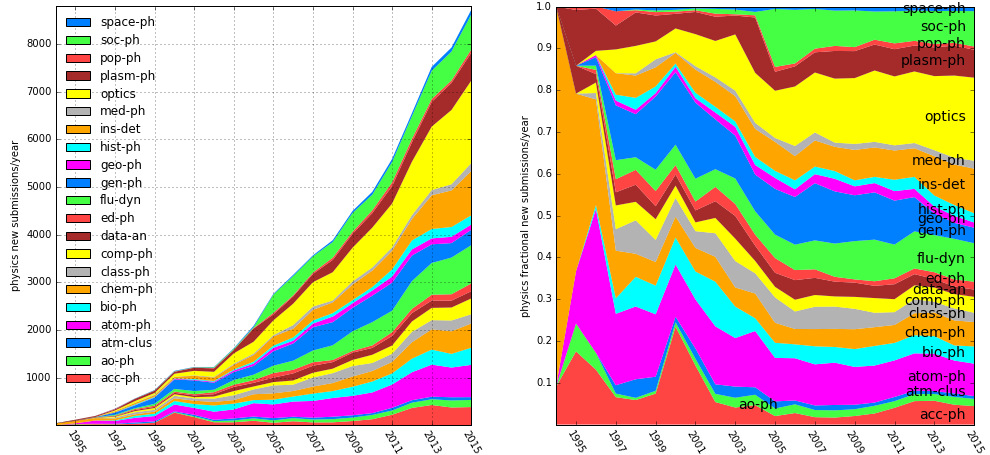 physics new submissions/year
8000
7000
6000
5000
4000
3000
2000
1000
space-ph
soc-ph
pop-ph
plasm-ph
optics
med-ph
ins-det
hist-ph
geo-ph
gen-ph
flu-dyn
ed-ph
data-an
comp-ph
class-ph
chem-ph
bio-ph
atom-ph
atm-clus
ao-ph
acc-ph
1995
1997
1999
2001
2003
2005
2007
2009
2011
2013
2015
physics fractional new submissions/year
1.0
0.9
0.8
0.7
0.6
0.5
0.4
0.3
0.2
0.1
space-ph
soc-ph
pop-ph
plasm-ph
optics
med-ph
ins-det
hist-ph
geo-ph
gen-ph
flu-dyn
ed-ph
data-an
comp-ph
class-ph
chem-ph
bio-ph
atom-ph
atm-clus
ao-ph
acc-ph
1995
1997
1999
2001
2003
2005
2007
2009
2011
2013
2015